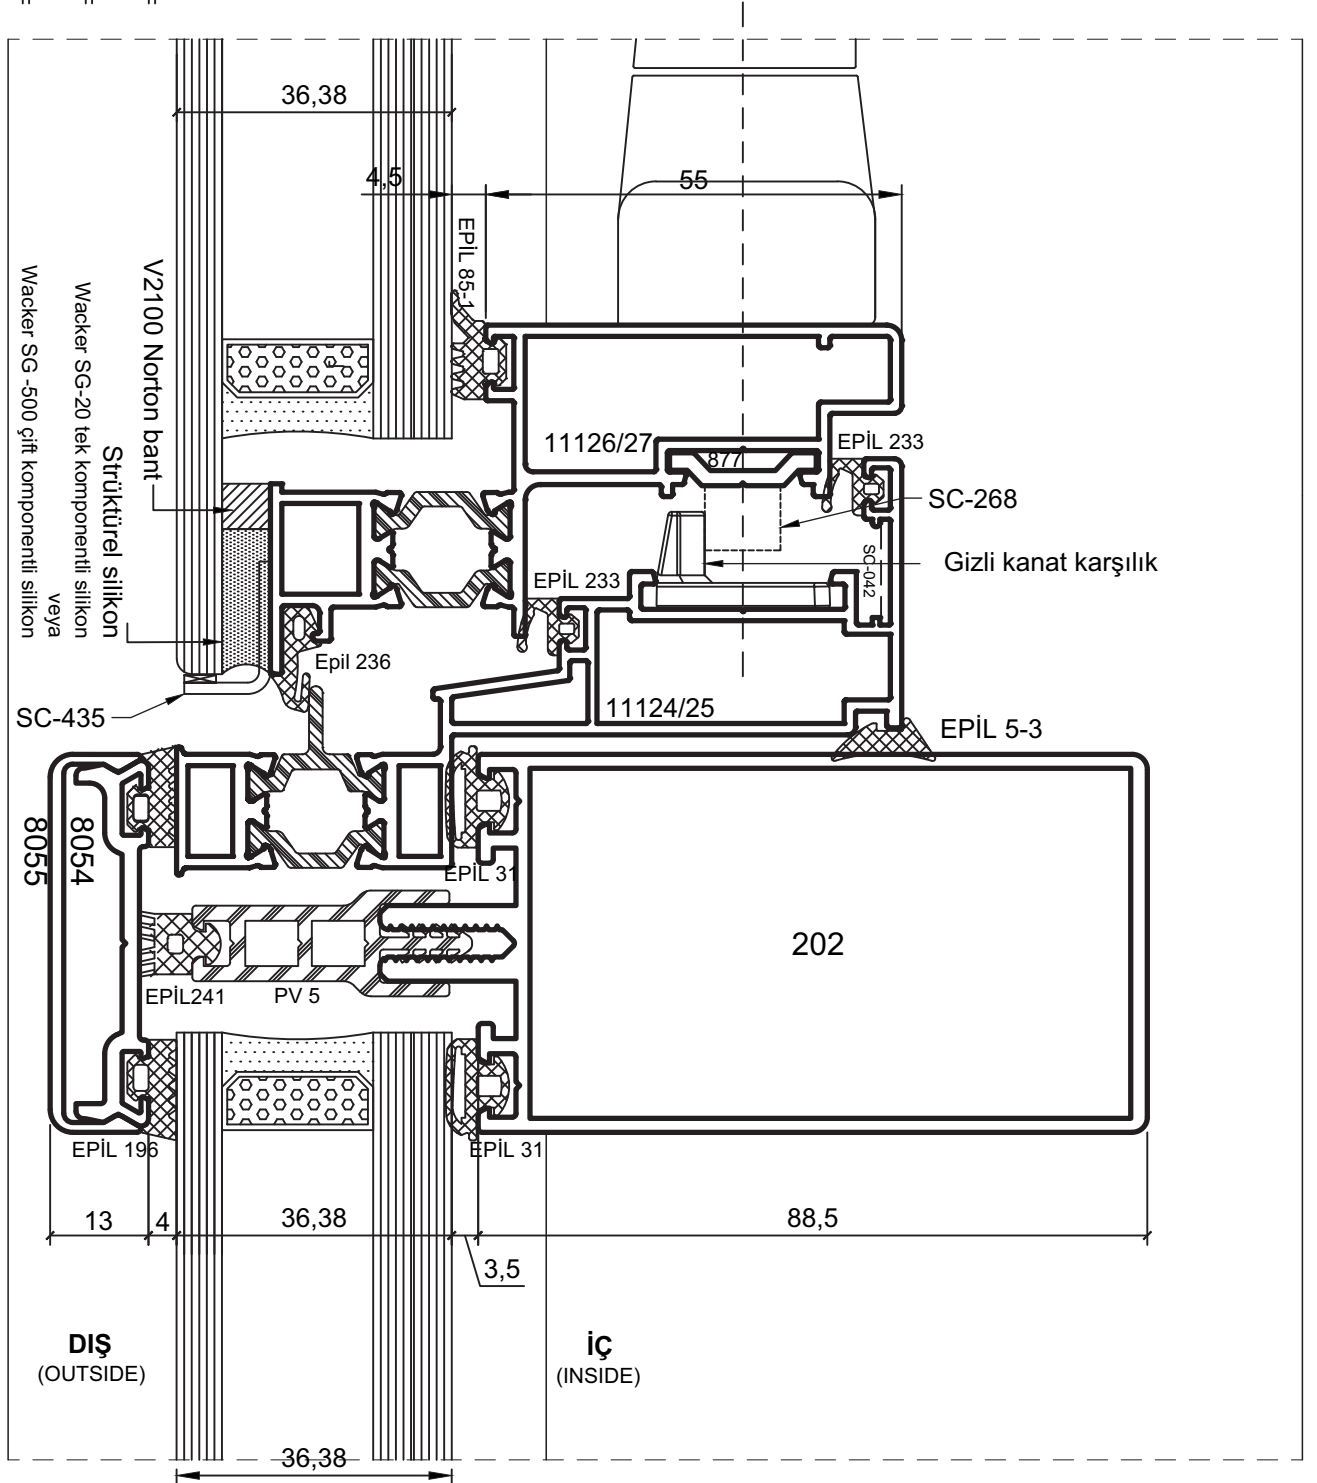 36,38
4,5
55
EPİL 85-1
V2100 Norton bant
Strüktürel silikon
Wacker SG-20 tek komponentli silikon
veya
Wacker SG -500 çift komponentli silikon
11126/27
877
EPİL 233
SC-268
SC-042
Gizli kanat karşılık
EPİL 233
Epil 236
11124/25
SC-435
EPİL 5-3
8054
8055
EPİL 31
202
EPİL241
PV 5
EPİL 196
EPİL 31
13
4
36,38
88,5
3,5
DIŞ
(OUTSIDE)
İÇ
(INSIDE)
36,38